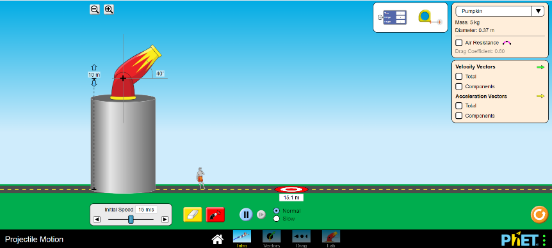 Pumpkin
Mass: 5 kg
Diameter: 0.37 m
Air Resistance
Drag Coefficient: 0.60
Velocity Vectors
Total
Components
Acceleration Vectors
Total
Components
10 m
15.1 m
Initial Speed
15 m/s
Normal
Slow
Projectile Motion
Intro
Vectors
Drag
Lab
PhET